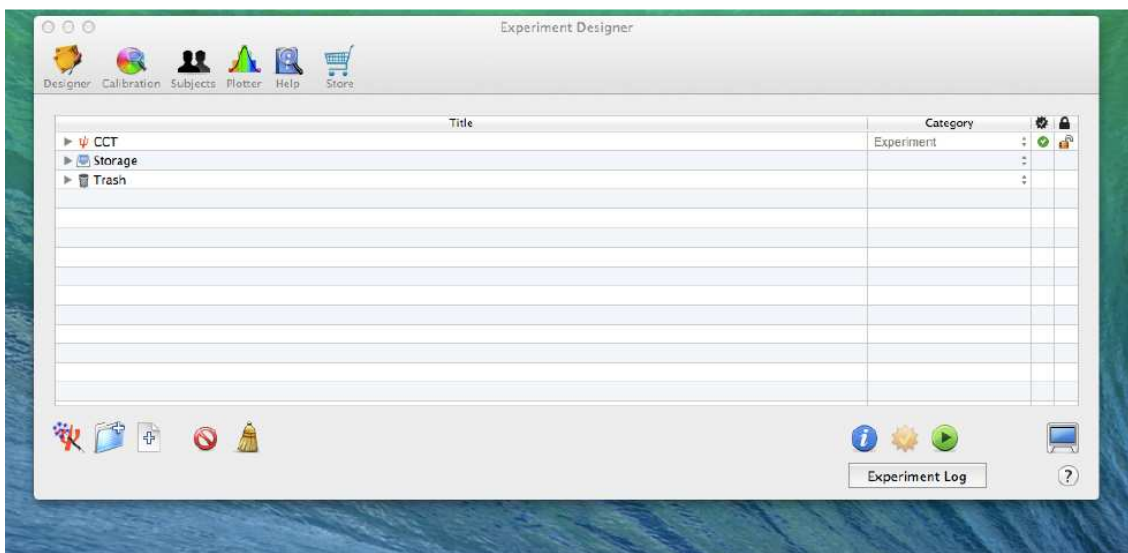 Experiment Designer
Designer Calibration Subjects Plotter Help Store
Title Category
CCT Experiment
Storage
Trash
Experiment Log ?